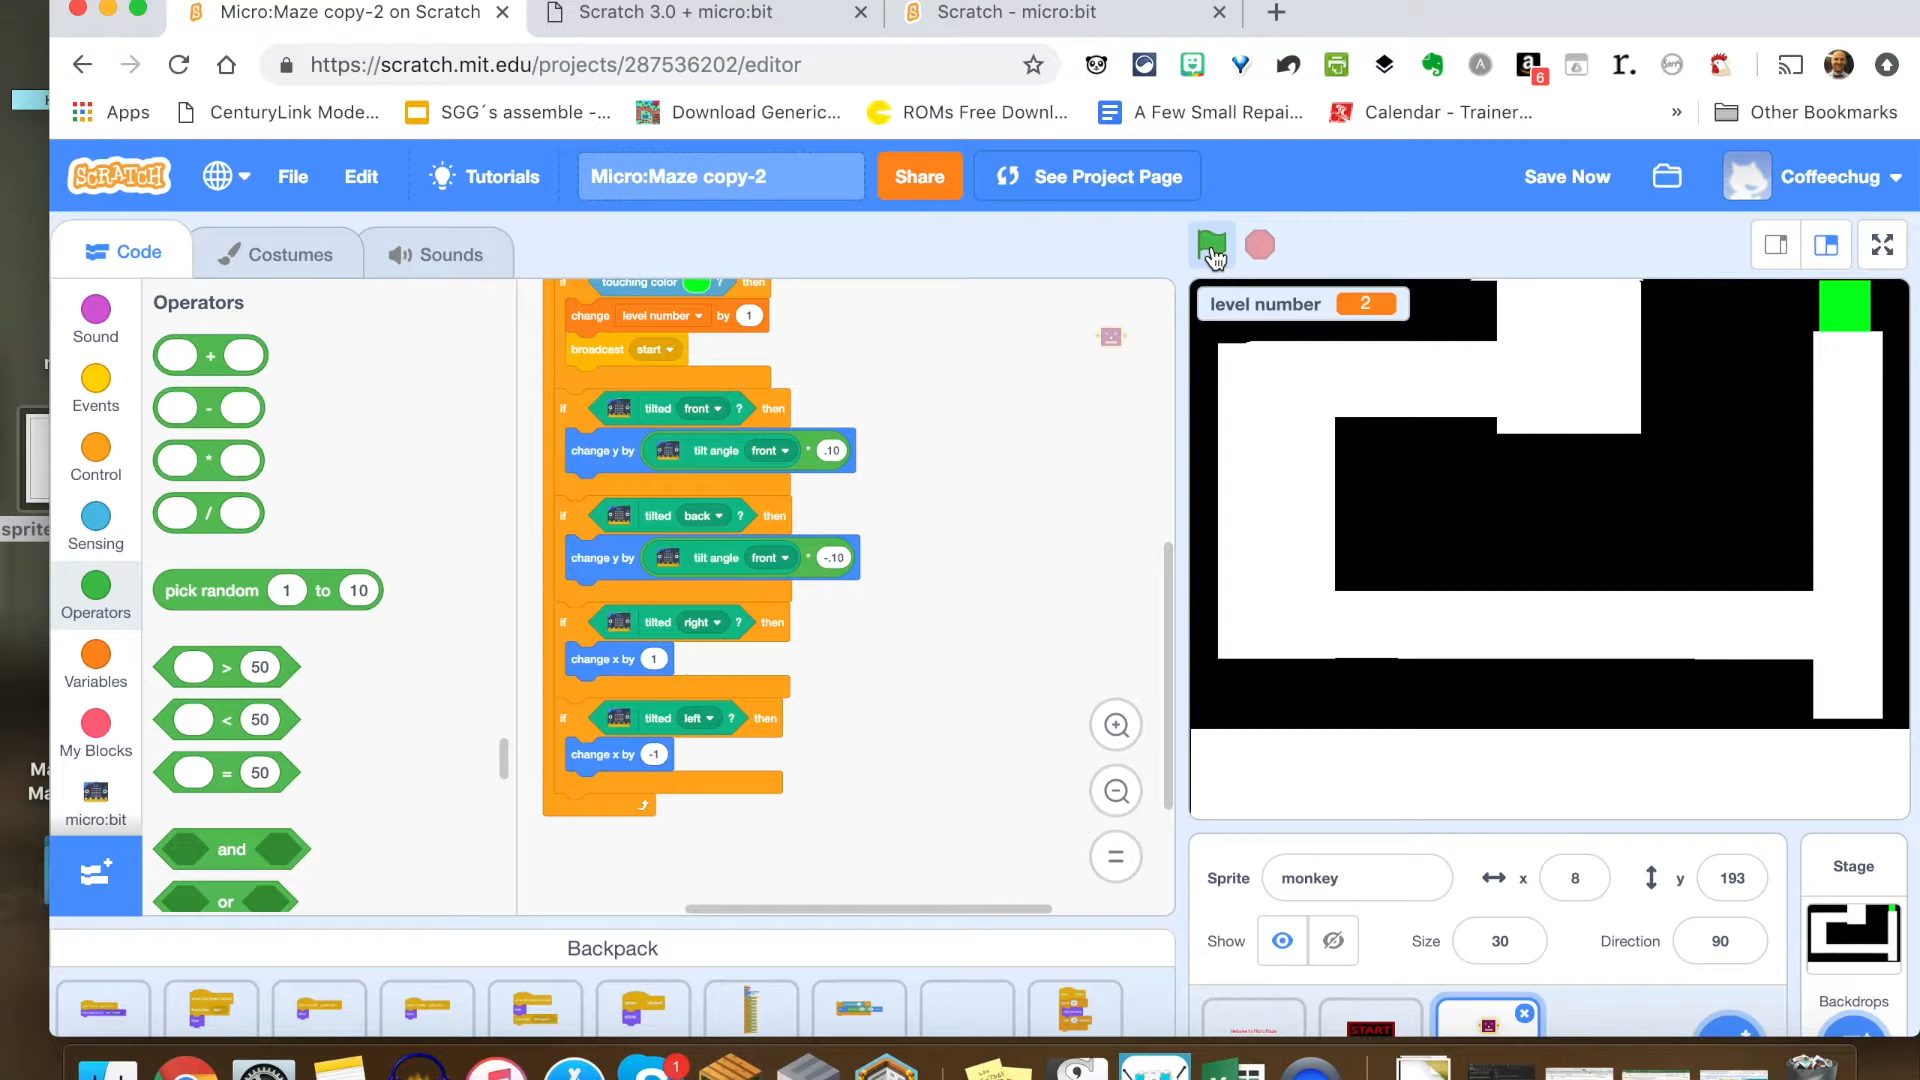 Micro:Maze copy-2 on Scratch
Scratch 3.0 + micro:bit
Scratch - micro:bit
https://scratch.mit.edu/projects/287536202/editor
6
Apps
CenturyLink Mode...
SGG´s assemble -...
Download Generic...
ROMs Free Downl...
A Few Small Repai...
Calendar - Trainer...
»
Other Bookmarks
SCRATCH
File
Edit
Tutorials
Micro:Maze copy-2
Share
See Project Page
Save Now
Coffeechug
Code
Costumes
Sounds
Sound
Events
Control
Sensing
Operators
Variables
My Blocks
micro:bit
Operators
+
-
*
/
pick random 1 to 10
> 50
< 50
= 50
and
or
if touching color ? then
change level number by 1
broadcast start
if tilted front ? then
change y by tilt angle front * .10
if tilted back ? then
change y by tilt angle front * -.10
if tilted right ? then
change x by 1
if tilted left ? then
change x by -1
level number 2
Sprite monkey x 8 y 193
Show Size 30 Direction 90
Stage
Backdrops
START
Backpack
sprite
1